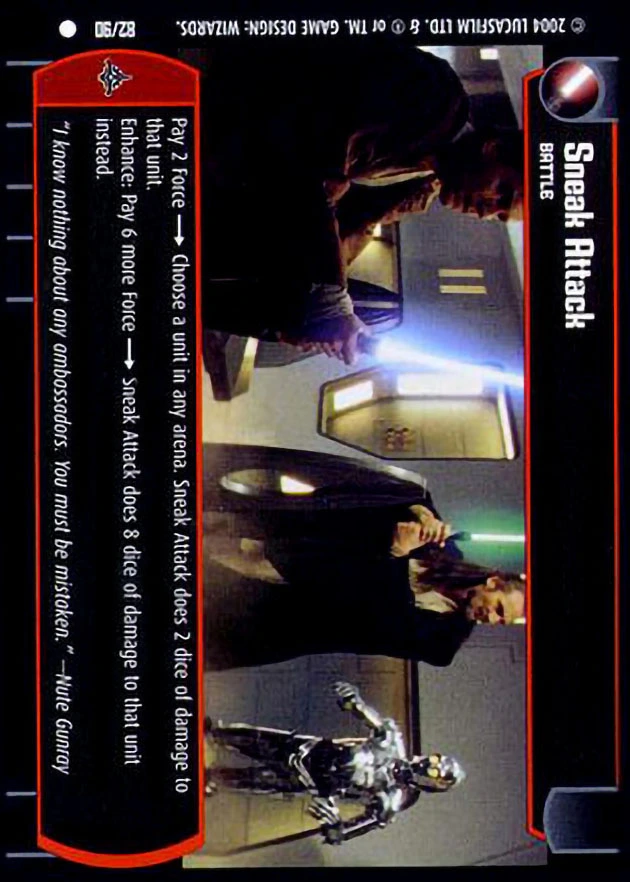 Sneak Attack
BATTLE
Pay 2 Force → Choose a unit in any arena. Sneak Attack does 2 dice of damage to
that unit.
Enhance: Pay 6 more Force → Sneak Attack does 8 dice of damage to that unit
instead.
"I know nothing about any ambassadors. You must be mistaken." —Nute Gunray
© 2004 LUCASFILM LTD. & ® or TM. GAME DESIGN: WIZARDS.
82/90